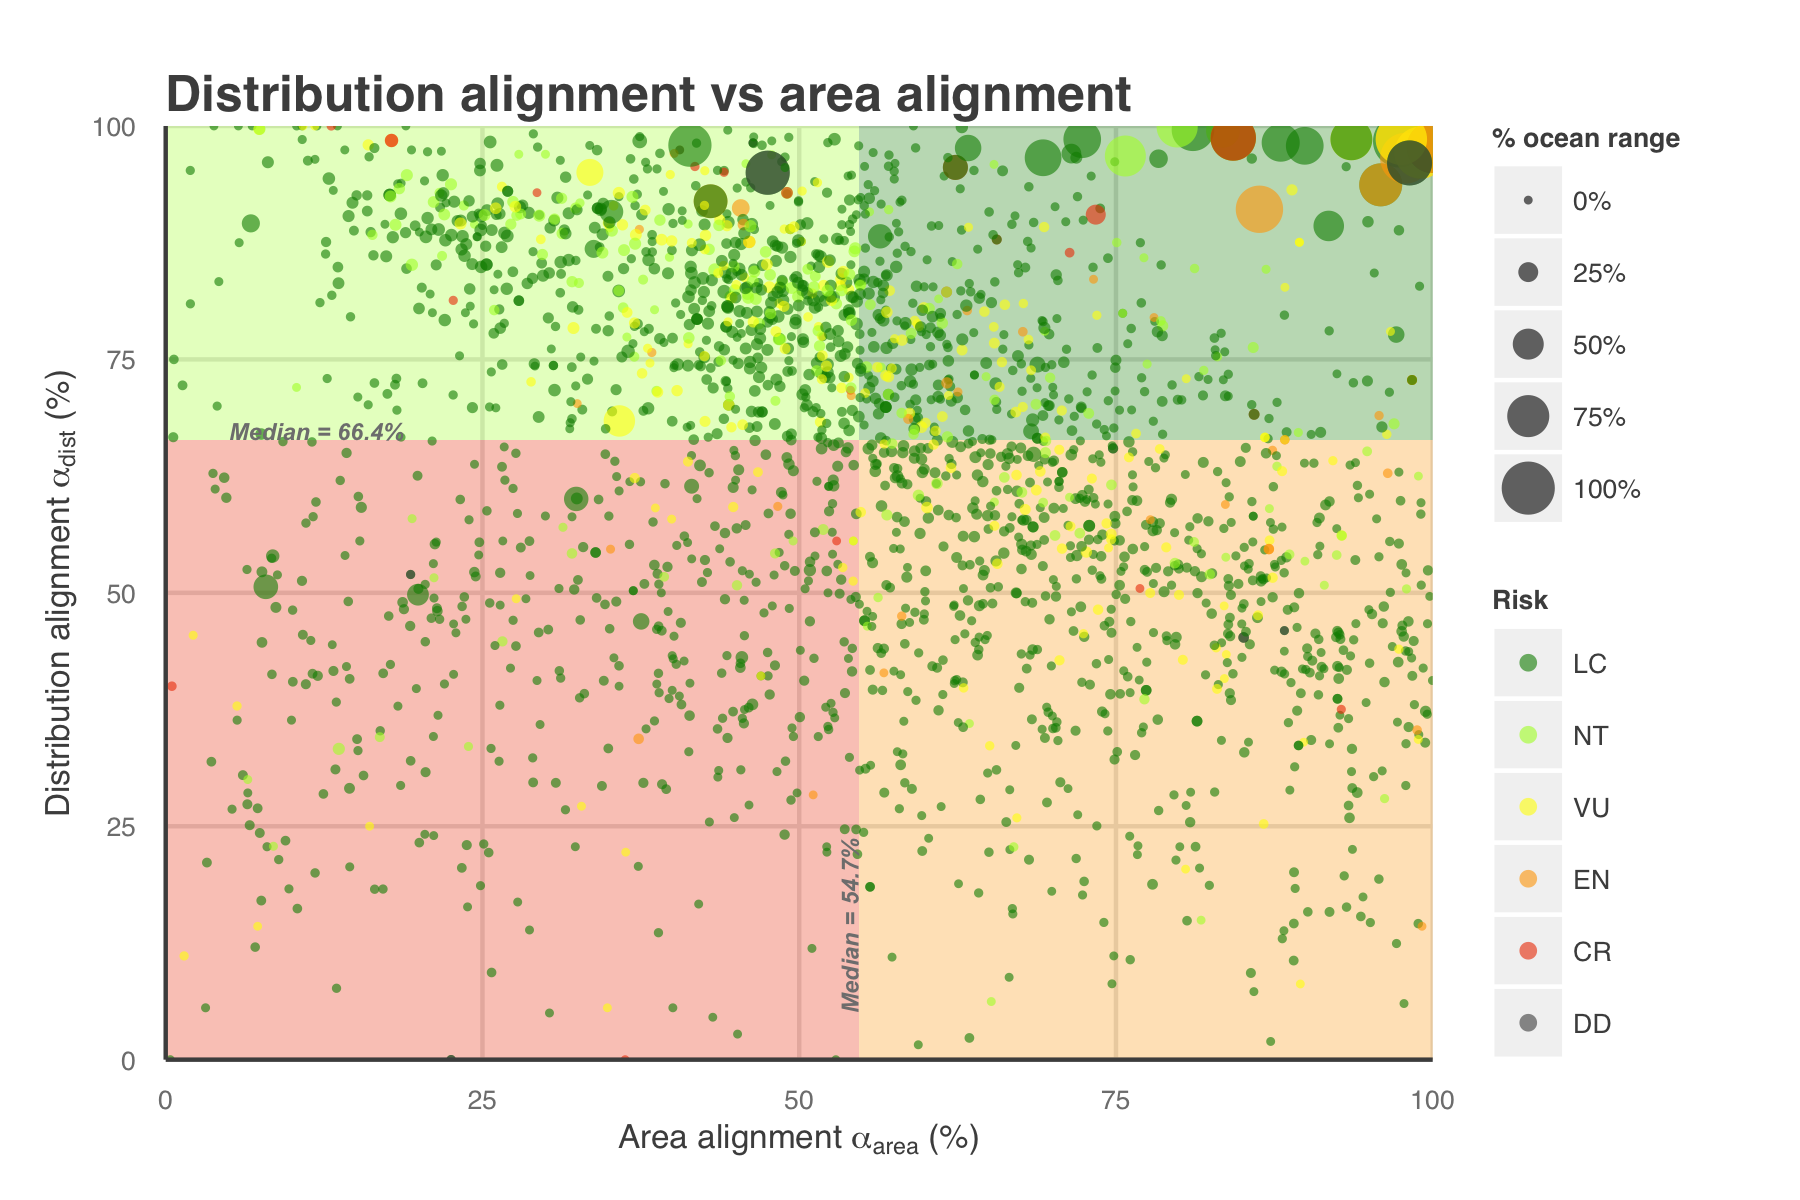 Distribution alignment vs area alignment
100
75
50
25
0
0
25
50
75
100
Distribution alignment αdist (%)
Area alignment αarea (%)
Median = 66.4%
Median = 54.7%
% ocean range
0%
25%
50%
75%
100%
Risk
LC
NT
VU
EN
CR
DD